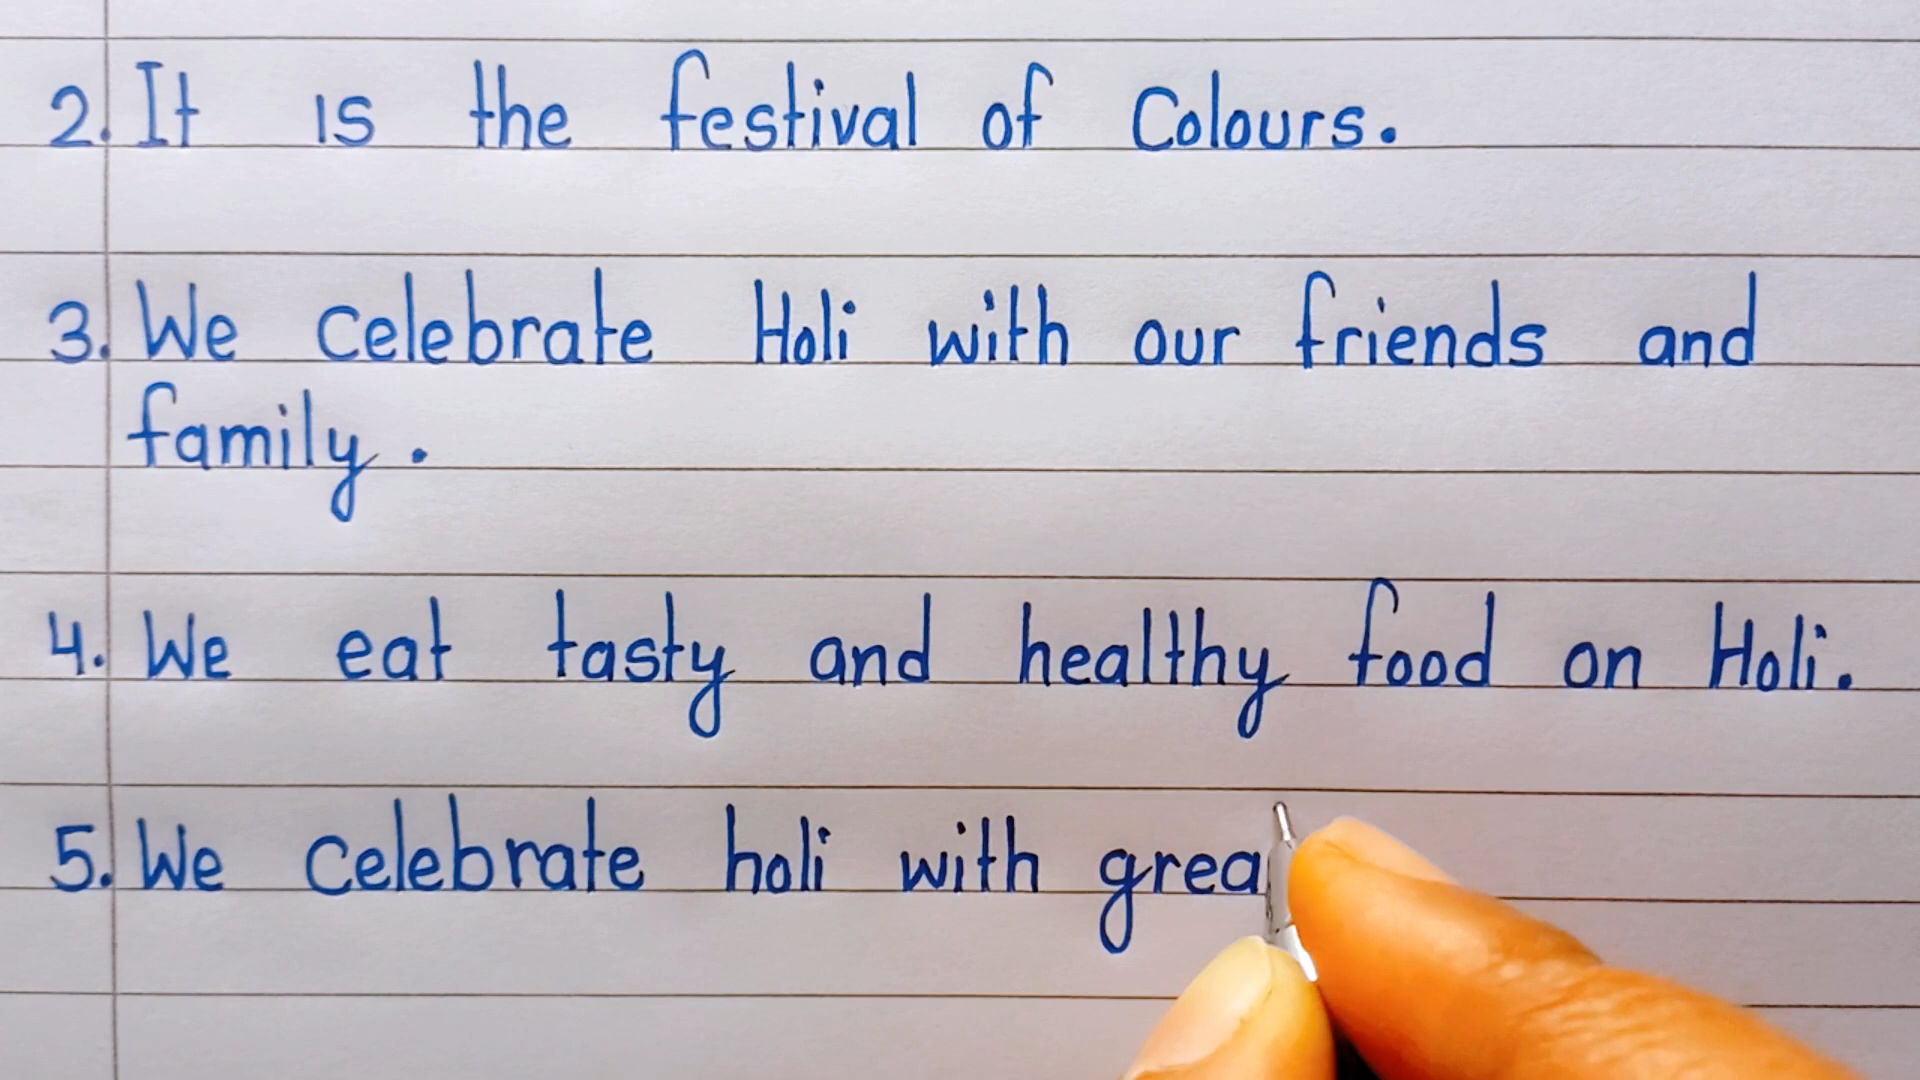 2. It is the festival of Colours.
3. We celebrate Holi with our friends and
family.
4. We eat tasty and healthy food on Holi.
5. We celebrate holi with grea